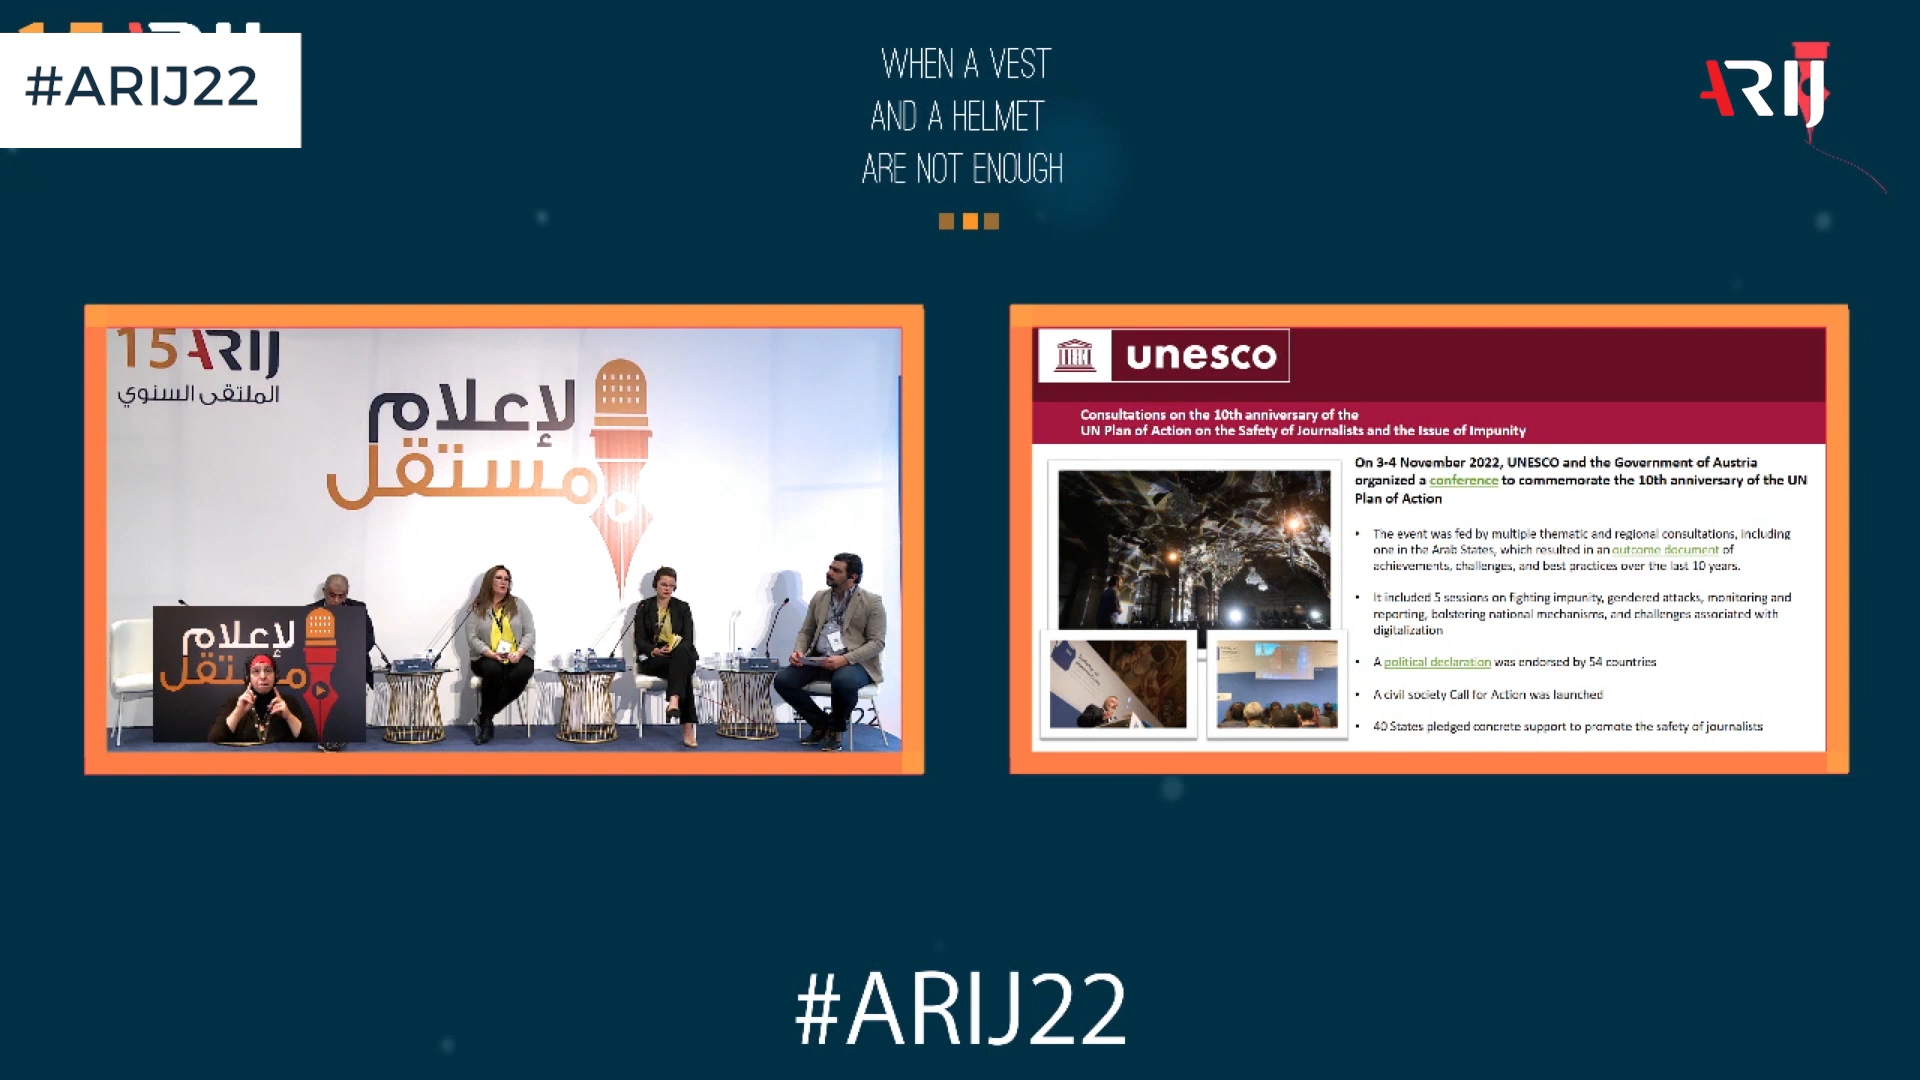 #ARIJ22
WHEN A VEST
AND A HELMET
ARE NOT ENOUGH
ARIJ
15 ARIJ
الملتقى السنوي
لإعلام
مستقل
لإعلام
مستقل
unesco
Consultations on the 10th anniversary of the
UN Plan of Action on the Safety of Journalists and the Issue of Impunity
On 3-4 November 2022, UNESCO and the Government of Austria
organized a conference to commemorate the 10th anniversary of the UN
Plan of Action
• The event was fed by multiple thematic and regional consultations, including
one in the Arab States, which resulted in an outcome document of
achievements, challenges, and best practices over the last 10 years.
• It included 5 sessions on fighting impunity, gendered attacks, monitoring and
reporting, bolstering national mechanisms, and challenges associated with
digitalization
• A political declaration was endorsed by 54 countries
• A civil society Call for Action was launched
• 40 States pledged concrete support to promote the safety of journalists
#ARIJ22